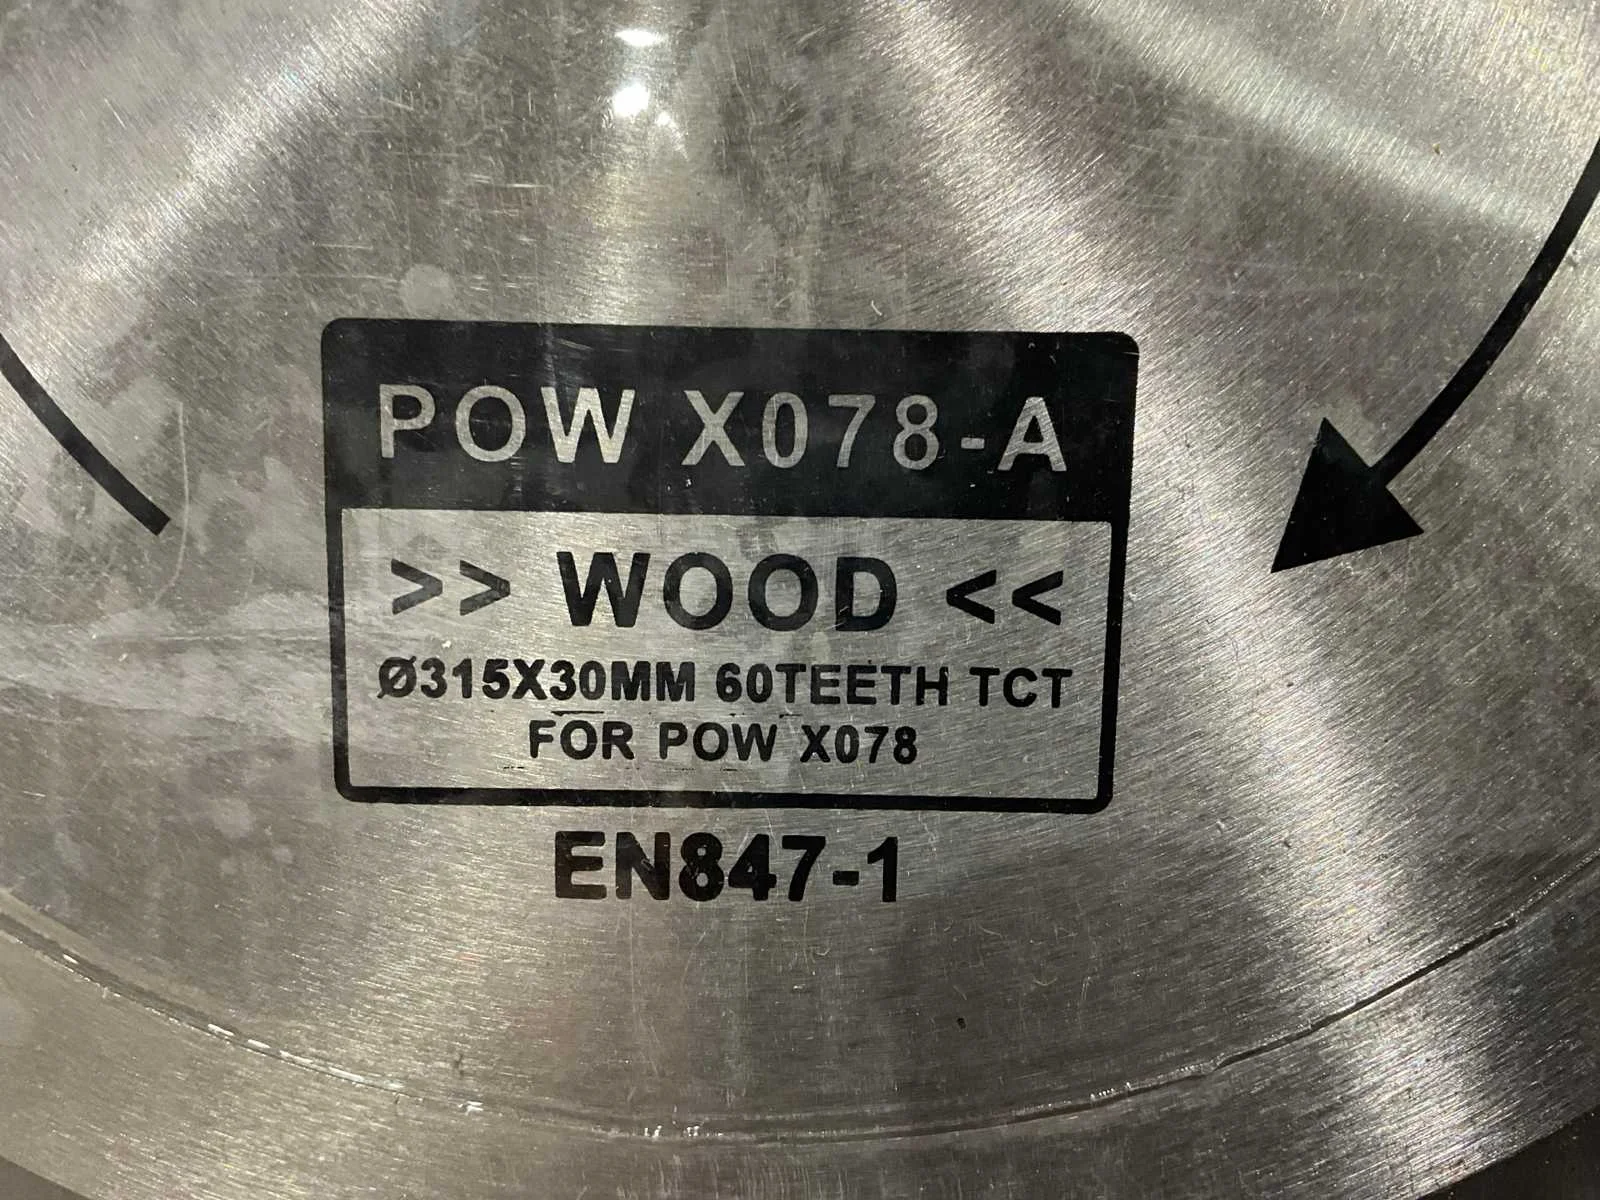 POW X078-A
>> WOOD <<
Ø315X30MM 60TEETH TCT
FOR POW X078
EN847-1